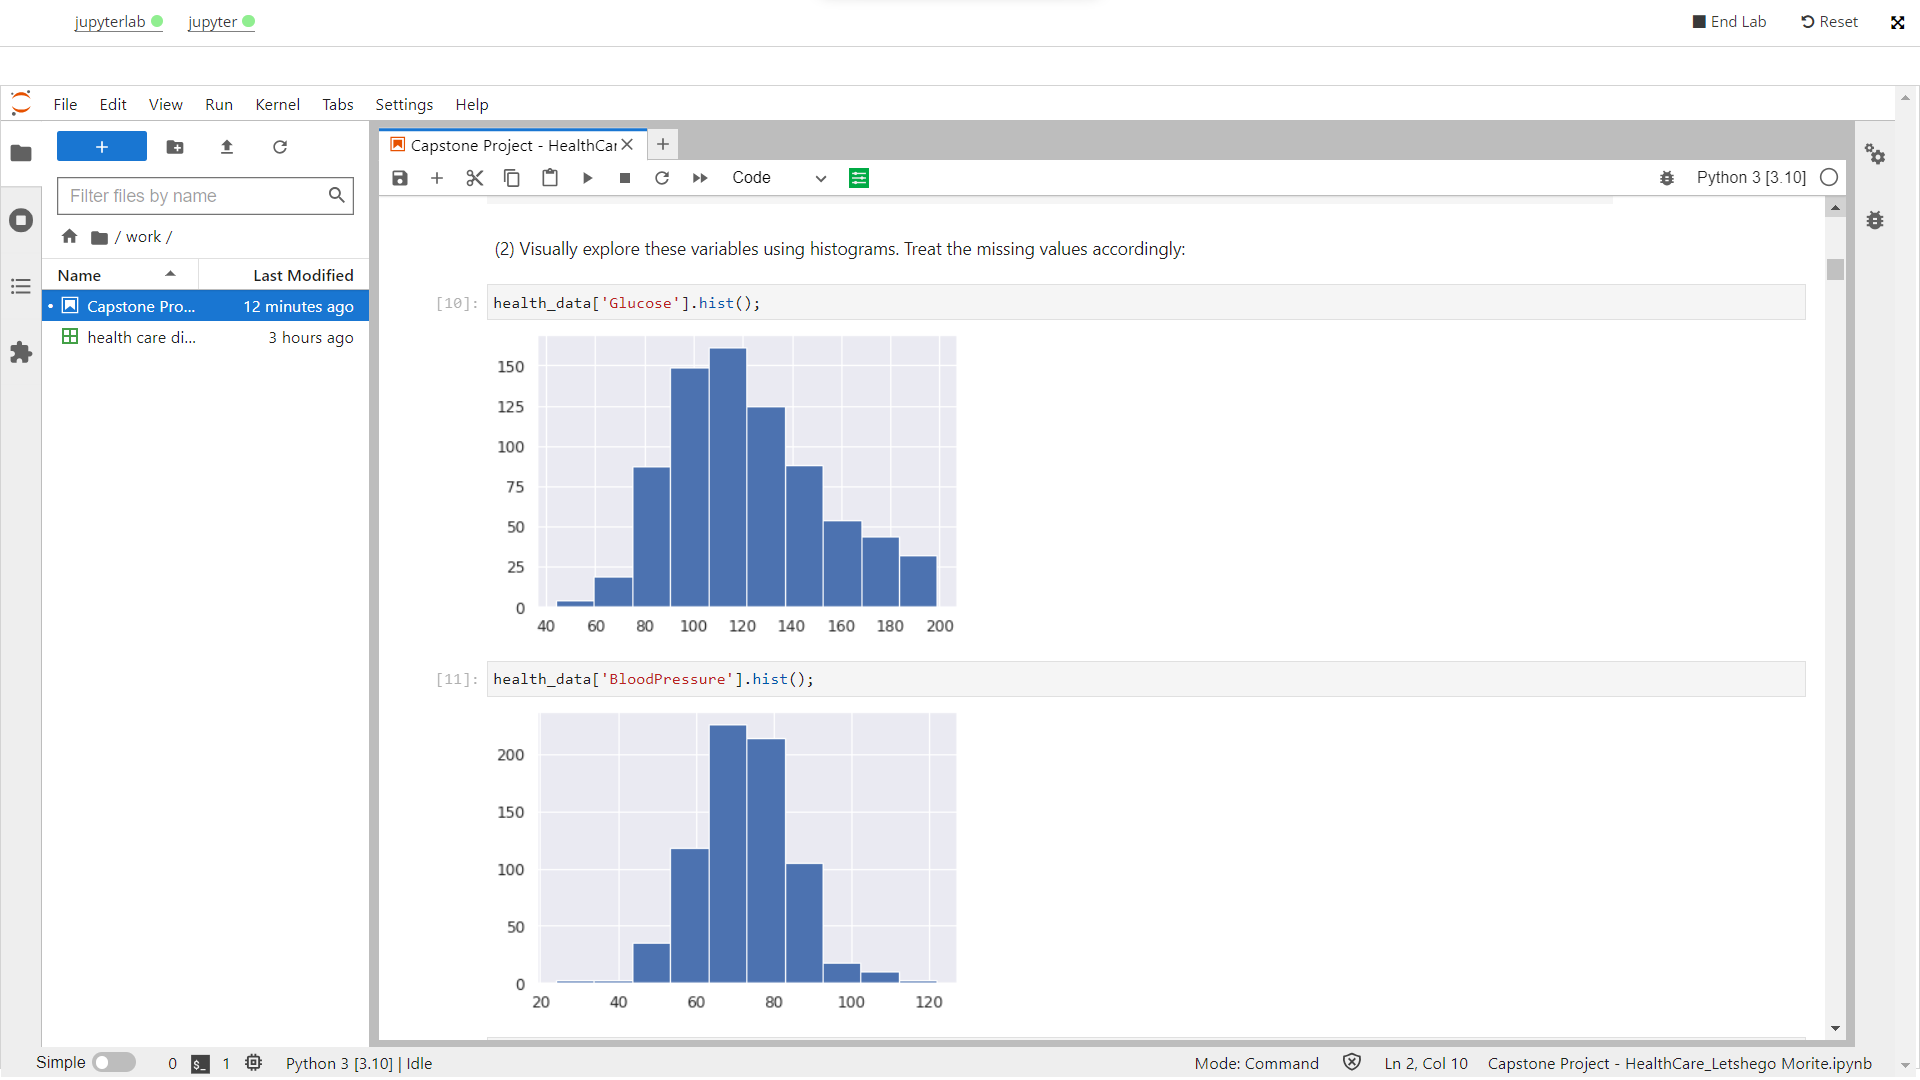 jupyterlab jupyter End Lab Reset
File Edit View Run Kernel Tabs Settings Help
Capstone Project - HealthCar
Code
Python 3 [3.10]
Filter files by name
/ work /
Name Last Modified
Capstone Pro... 12 minutes ago
health care di... 3 hours ago
(2) Visually explore these variables using histograms. Treat the missing values accordingly:
[10]: health_data['Glucose'].hist();
150
125
100
75
50
25
0
40 60 80 100 120 140 160 180 200
[11]: health_data['BloodPressure'].hist();
200
150
100
50
0
20 40 60 80 100 120
Simple 0 $_ 1 Python 3 [3.10] | Idle Mode: Command Ln 2, Col 10 Capstone Project - HealthCare_Letshego Morite.ipynb